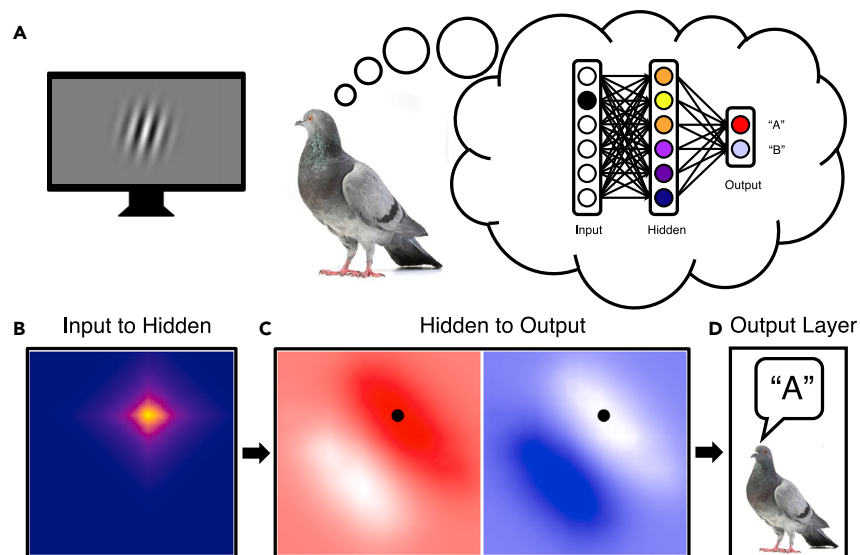 A
"A"
"B"
Output
Input
Hidden
B
Input to Hidden
C
Hidden to Output
D
Output Layer
"A"